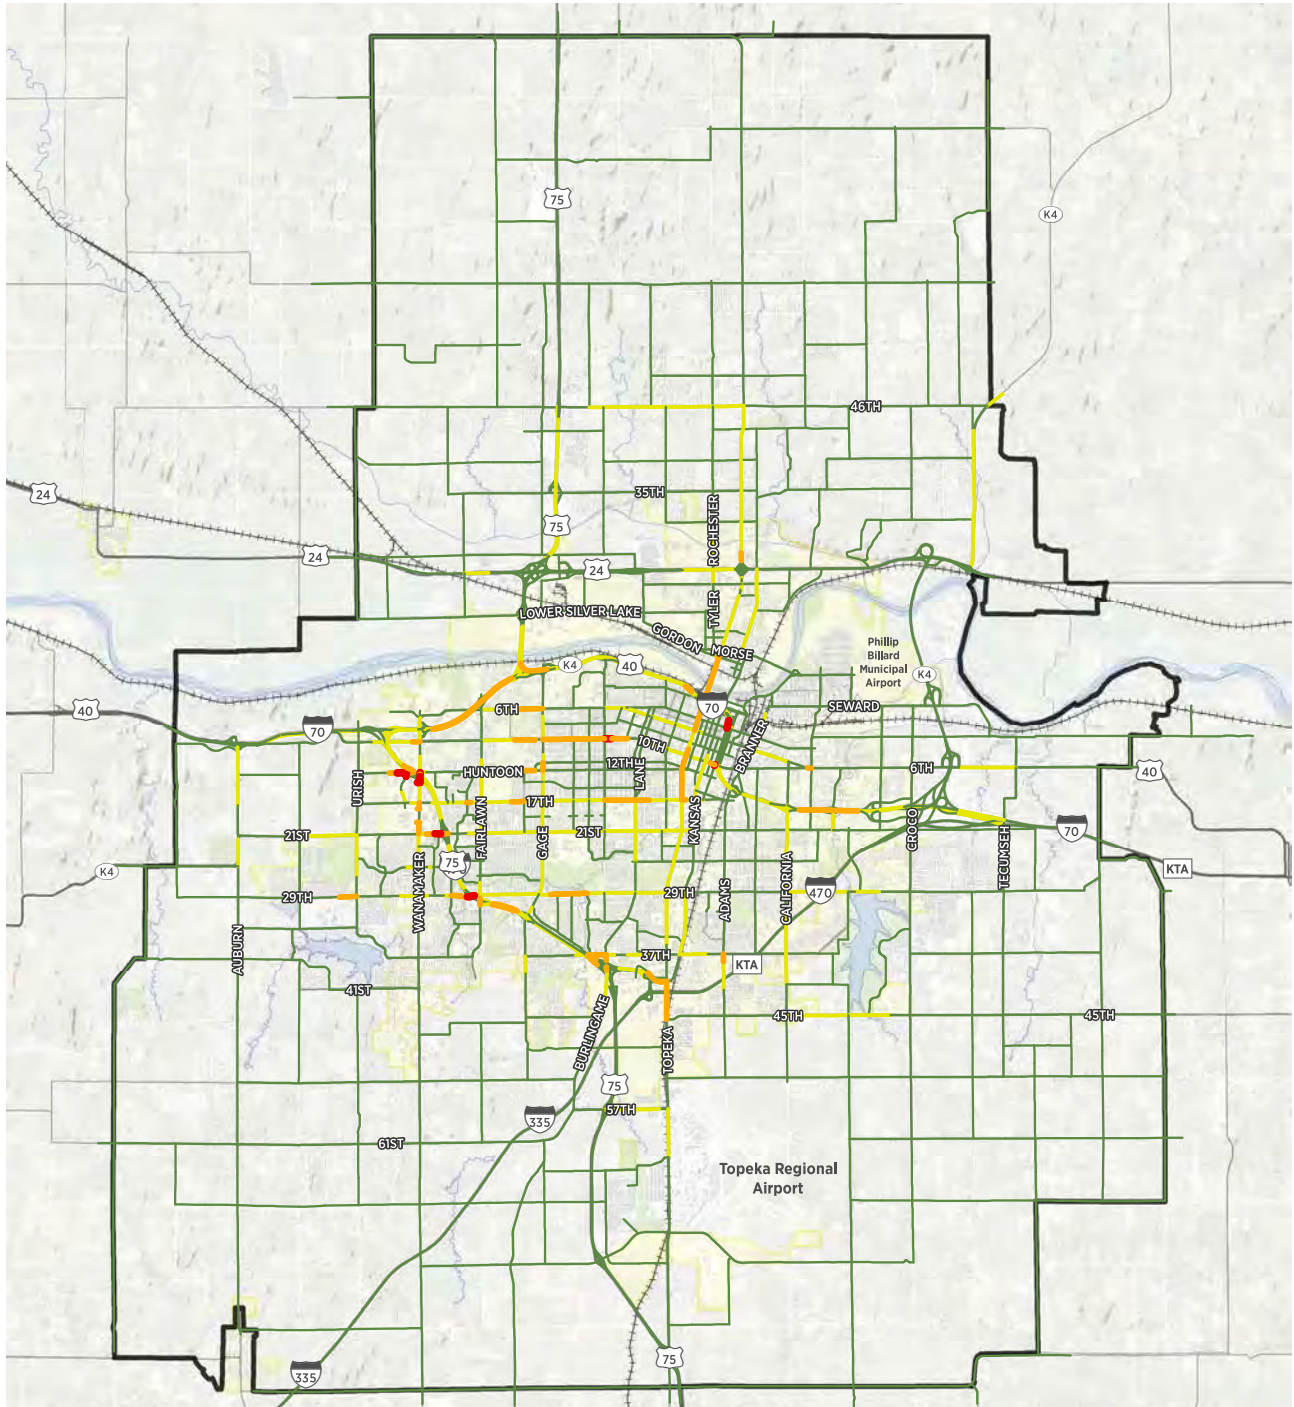 75
K4
46TH
24
35TH
ROCHESTER
75
24
24
LOWER SILVER LAKE
TYLER
GORDON
MORSE
Phillip
Billard
Municipal
Airport
K4
40
K4
40
70
6TH
70
SEWARD
10TH
BRANNER
12TH
LANE
HUNTOON
6TH
40
URISH
17TH
FAIRLAWN
GAGE
21ST
21ST
KANSAS
CROCO
TECUMSH
70
KTA
K4
75
29TH
WANAMAKER
29TH
ADAMS
CALIFORNIA
470
AUBURN
37TH
KTA
41ST
BURLINGAME
TOPEKA
45TH
45TH
75
57TH
335
61ST
Topeka Regional
Airport
75
335